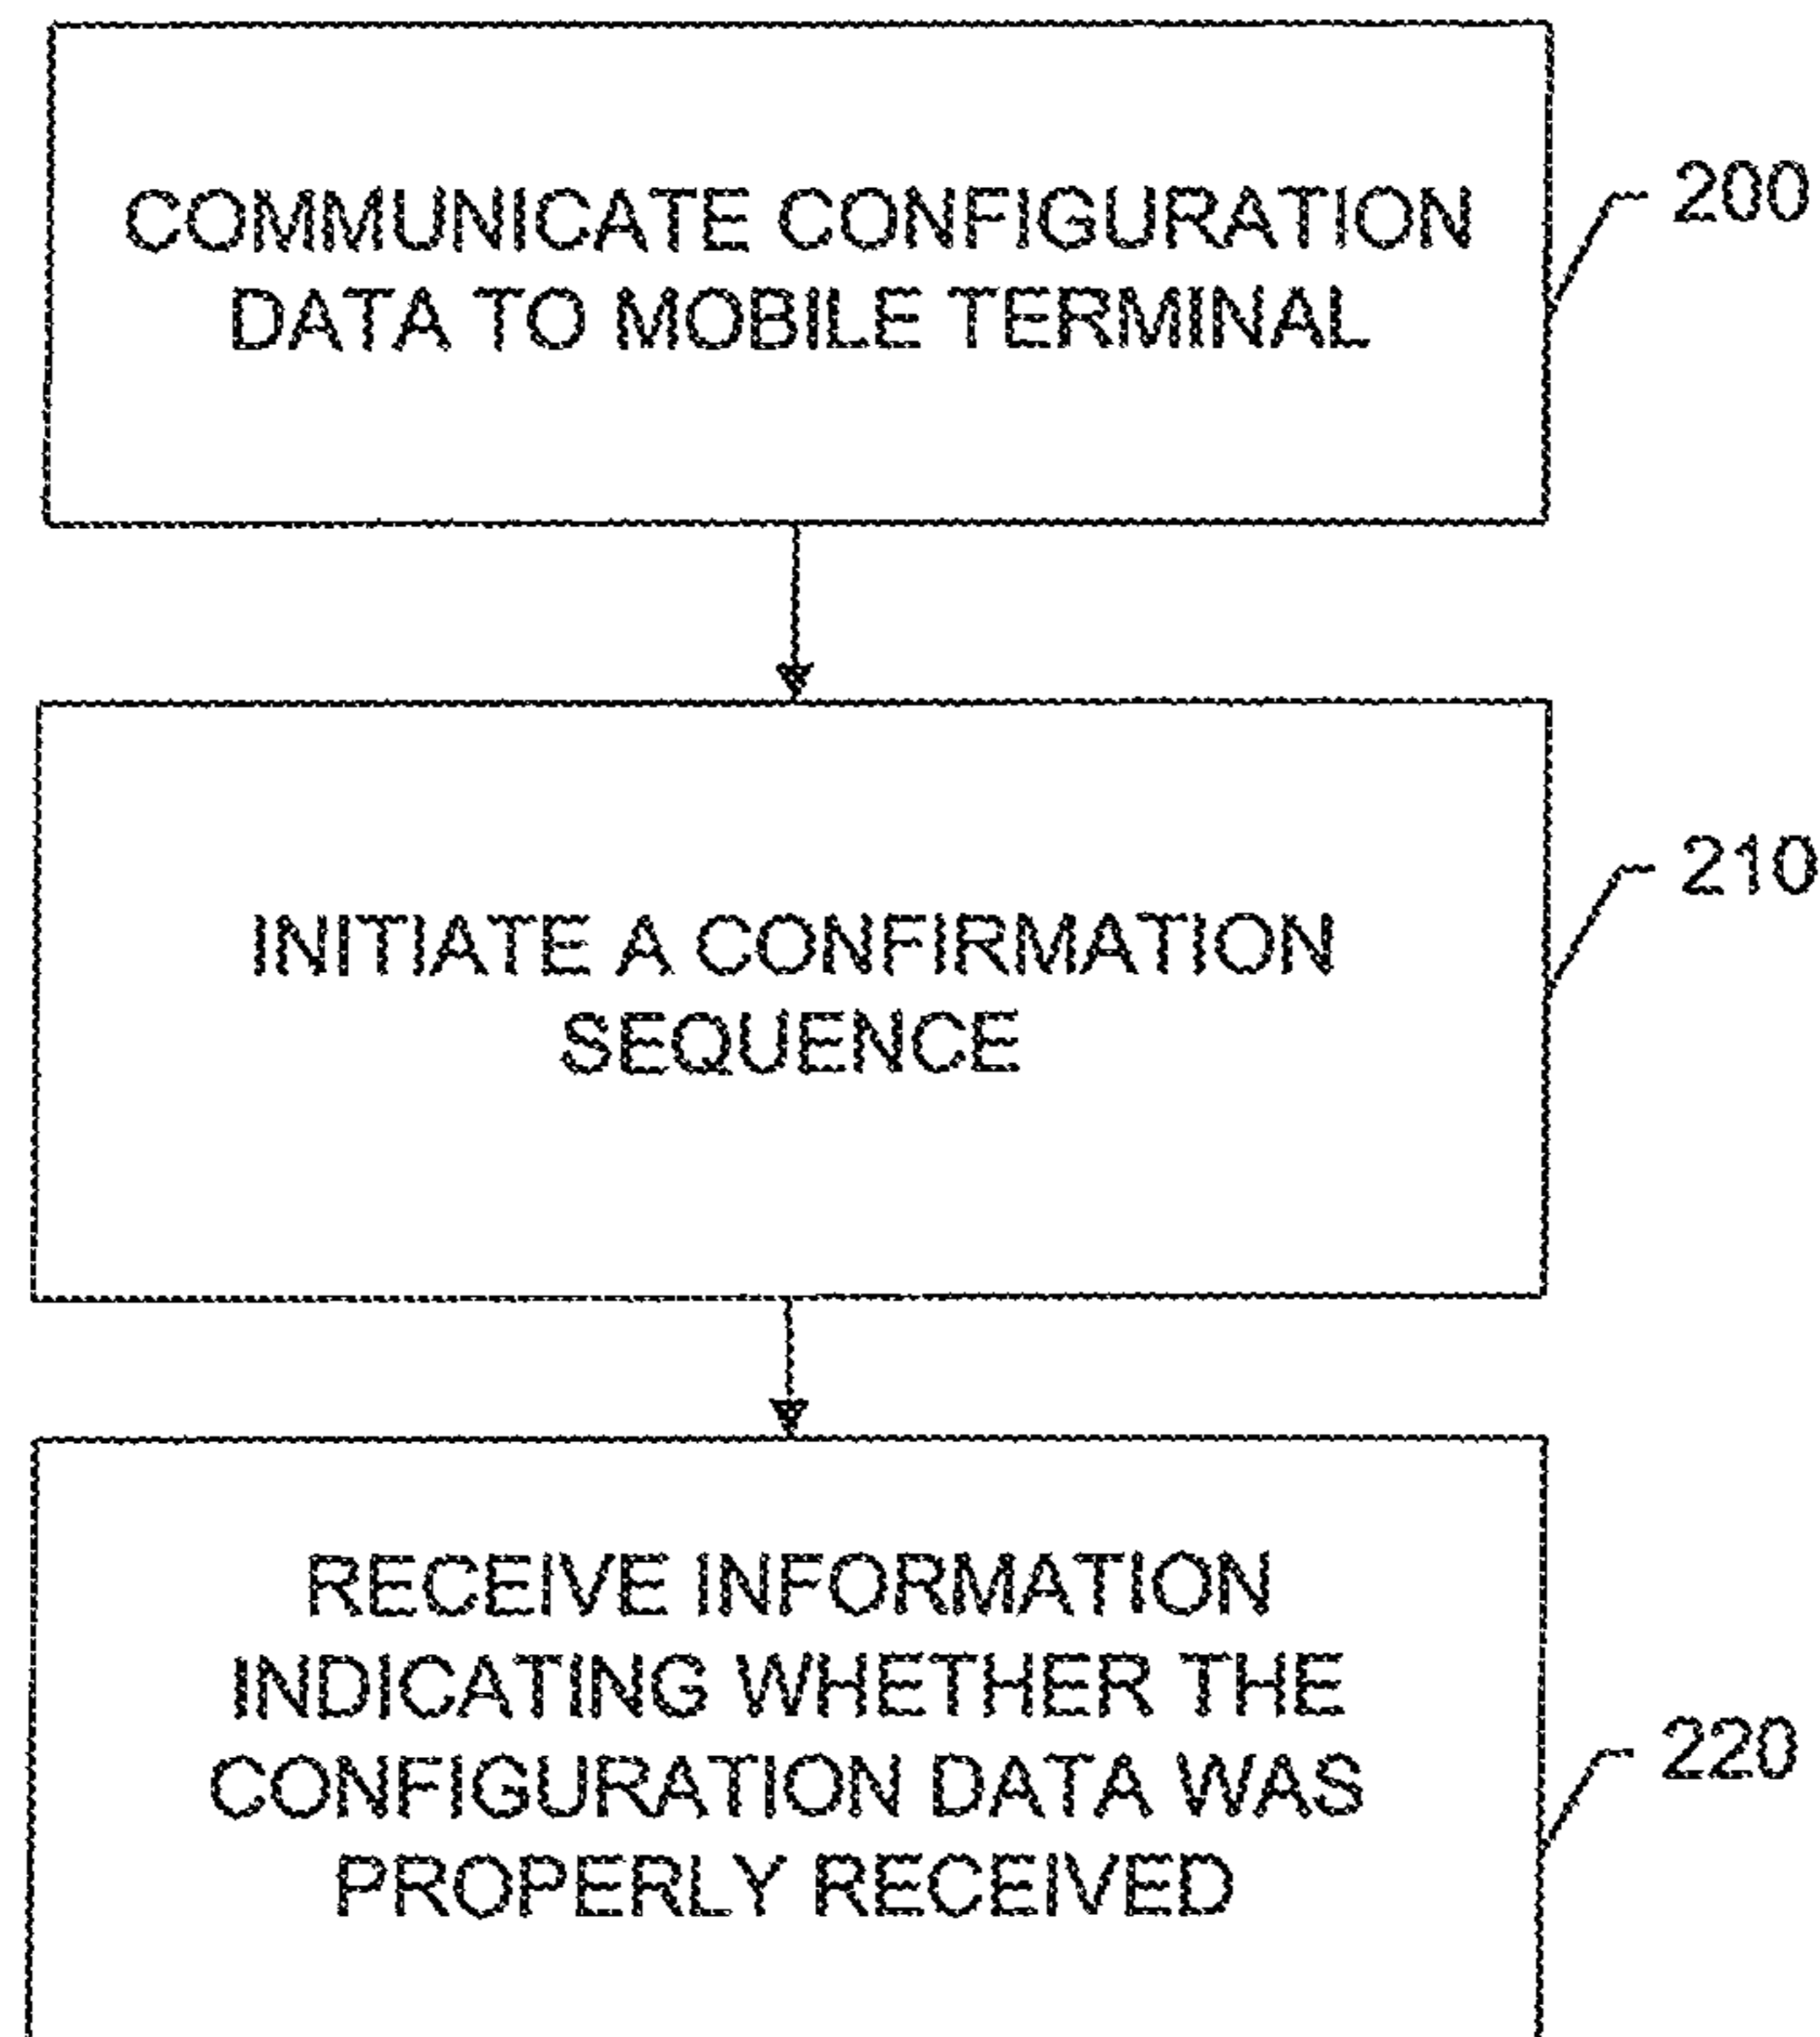 COMMUNICATE CONFIGURATION
DATA TO MOBILE TERMINAL
200
INITIATE A CONFIRMATION
SEQUENCE
210
RECEIVE INFORMATION
INDICATING WHETHER THE
CONFIGURATION DATA WAS
PROPERLY RECEIVED
220